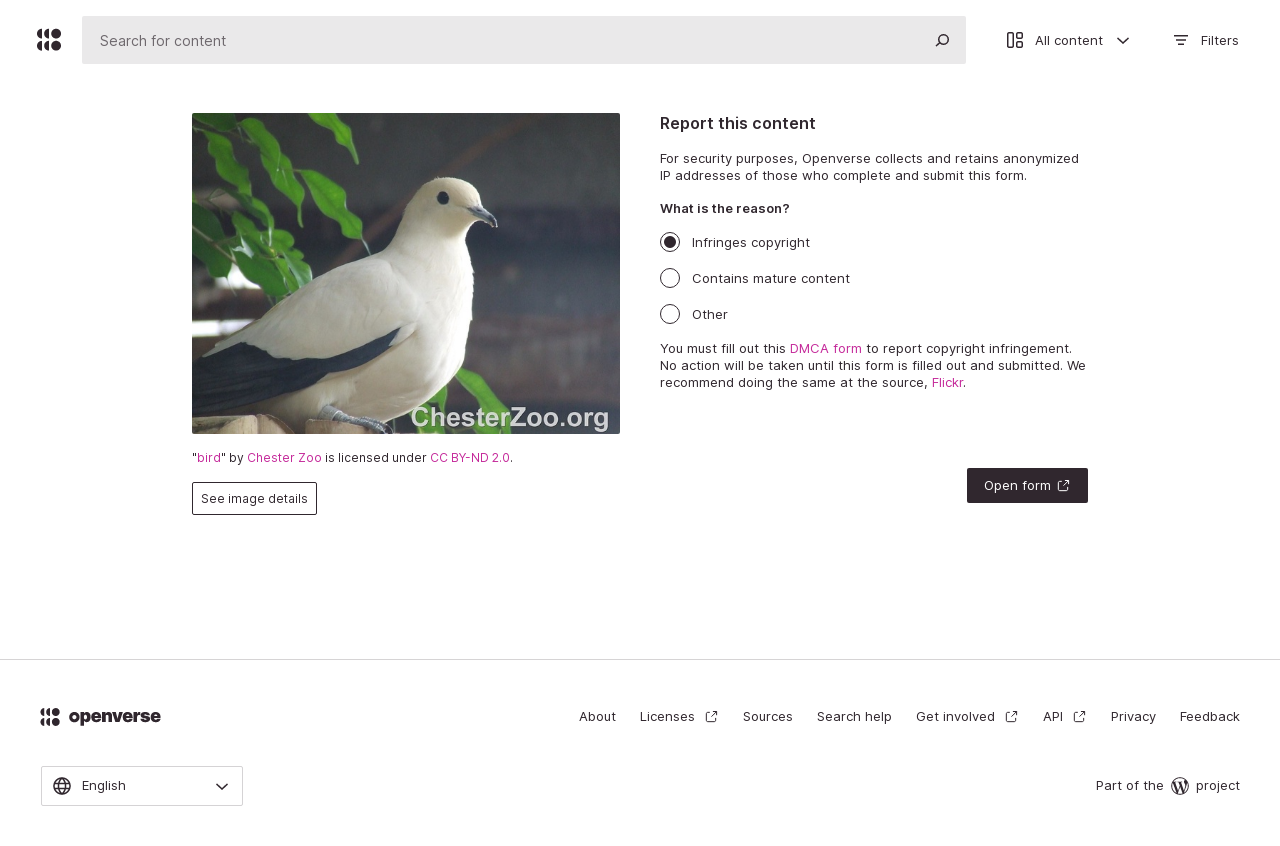 Search for content
All content
Filters
Report this content
For security purposes, Openverse collects and retains anonymized
IP addresses of those who complete and submit this form.
What is the reason?
Infringes copyright
Contains mature content
Other
You must fill out this DMCA form to report copyright infringement.
No action will be taken until this form is filled out and submitted. We
recommend doing the same at the source, Flickr.
ChesterZoo.org
"bird" by Chester Zoo is licensed under CC BY-ND 2.0.
See image details
Open form
openverse
About
Licenses
Sources
Search help
Get involved
API
Privacy
Feedback
English
Part of the
project